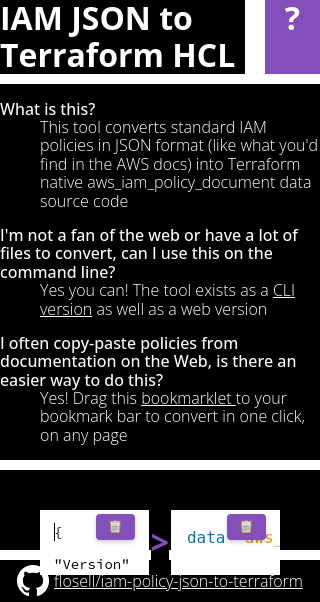 IAM JSON to
Terraform HCL
?
What is this?
This tool converts standard IAM
policies in JSON format (like what you'd
find in the AWS docs) into Terraform
native aws_iam_policy_document data
source code
I'm not a fan of the web or have a lot of
files to convert, can I use this on the
command line?
Yes you can! The tool exists as a CLI
version as well as a web version
I often copy-paste policies from
documentation on the Web, is there an
easier way to do this?
Yes! Drag this bookmarklet to your
bookmark bar to convert in one click,
on any page
{
"Version"
>
data aws_
flosell/iam-policy-json-to-terraform